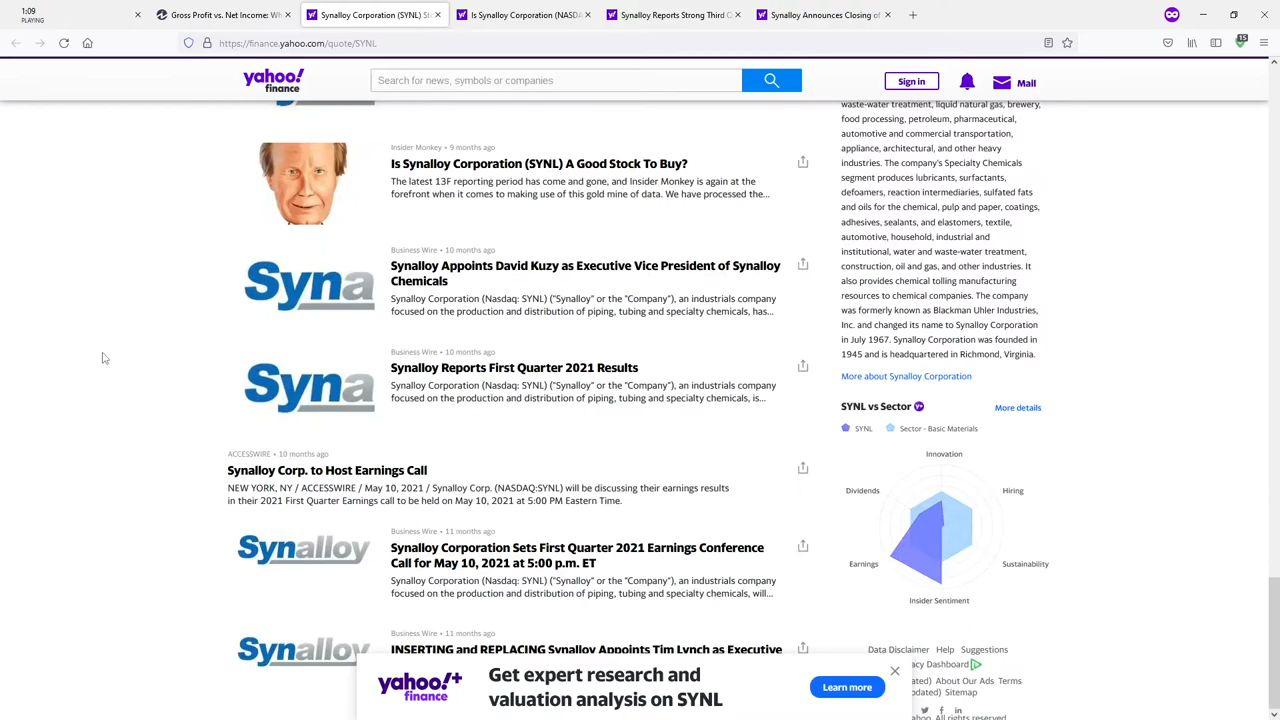 1:09
Gross Profit vs. Net Income: Wh
Synalloy Corporation (SYNL) St
Is Synalloy Corporation (NASDA
Synalloy Reports Strong Third Q
Synalloy Announces Closing of
https://finance.yahoo.com/quote/SYNL
15
yahoo!
finance
Search for news, symbols or companies
Sign in
Mail
Insider Monkey • 9 months ago
Is Synalloy Corporation (SYNL) A Good Stock To Buy?
The latest 13F reporting period has come and gone, and Insider Monkey is again at the
forefront when it comes to making use of this gold mine of data. We have processed the...
Syna
Business Wire • 10 months ago
Synalloy Appoints David Kuzy as Executive Vice President of Synalloy
Chemicals
Synalloy Corporation (Nasdaq: SYNL) ("Synalloy" or the "Company"), an industrials company
focused on the production and distribution of piping, tubing and specialty chemicals, has...
Syna
Business Wire • 10 months ago
Synalloy Reports First Quarter 2021 Results
Synalloy Corporation (Nasdaq: SYNL) ("Synalloy" or the "Company"), an industrials company
focused on the production and distribution of piping, tubing and specialty chemicals, is...
ACCESSWIRE • 10 months ago
Synalloy Corp. to Host Earnings Call
NEW YORK, NY / ACCESSWIRE / May 10, 2021 / Synalloy Corp. (NASDAQ:SYNL) will be discussing their earnings results
in their 2021 First Quarter Earnings call to be held on May 10, 2021 at 5:00 PM Eastern Time.
Synalloy
Business Wire • 11 months ago
Synalloy Corporation Sets First Quarter 2021 Earnings Conference
Call for May 10, 2021 at 5:00 p.m. ET
Synalloy Corporation (Nasdaq: SYNL) ("Synalloy" or the "Company"), an industrials company
focused on the production and distribution of piping, tubing and specialty chemicals, will...
Synalloy
Business Wire • 11 months ago
INSERTING and REPLACING Synalloy Appoints Tim Lynch as Executive
waste-water treatment, liquid natural gas, brewery,
food processing, petroleum, pharmaceutical,
automotive and commercial transportation,
appliance, architectural, and other heavy
industries. The company's Specialty Chemicals
segment produces lubricants, surfactants,
defoamers, reaction intermediaries, sulfated fats
and oils for the chemical, pulp and paper, coatings,
adhesives, sealants, and elastomers, textile,
automotive, household, industrial and
institutional, water and waste-water treatment,
construction, oil and gas, and other industries. It
also provides chemical tolling manufacturing
resources to chemical companies. The company
was formerly known as Blackman Uhler Industries,
Inc. and changed its name to Synalloy Corporation
in July 1967. Synalloy Corporation was founded in
1945 and is headquartered in Richmond, Virginia.
More about Synalloy Corporation
SYNL vs Sector Y+
More details
SYNL
Sector - Basic Materials
Innovation
Dividends
Hiring
Earnings
Sustainability
Insider Sentiment
Data Disclaimer Help Suggestions
acy Dashboard
ated) About Our Ads Terms
pdated) Sitemap
ahoo. All rights reserved.
yahoo!+
finance
Get expert research and
valuation analysis on SYNL
Learn more